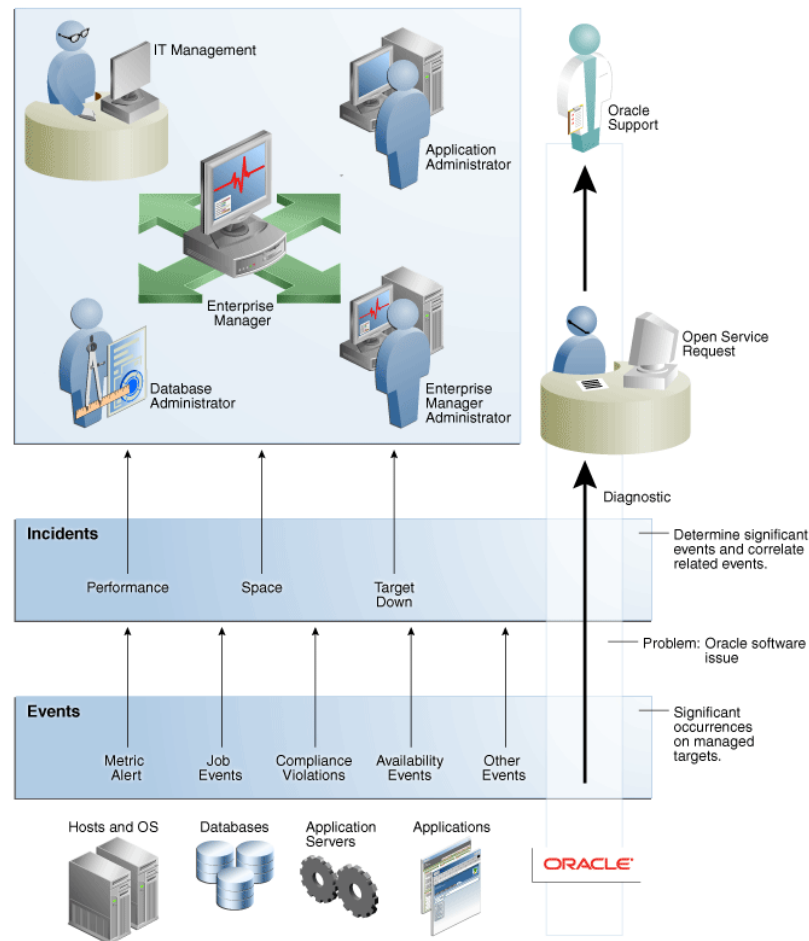 IT Management
Application
Administrator
Enterprise
Manager
Database
Administrator
Enterprise
Manager
Administrator
Oracle
Support
Open Service
Request
Diagnostic
Incidents
Performance
Space
Target
Down
Determine significant
events and correlate
related events.
Problem: Oracle software
issue
Events
Metric
Alert
Job
Events
Compliance
Violations
Availability
Events
Other
Events
Significant
occurrences
on managed
targets.
Hosts and OS
Databases
Application
Servers
Applications
ORACLE